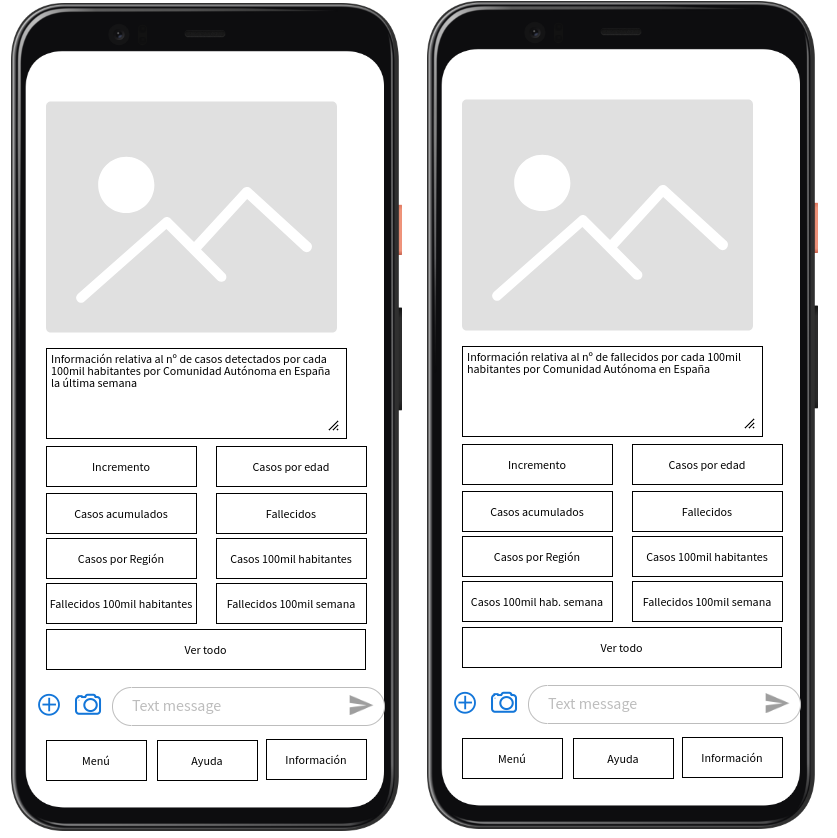 Información relativa al nº de casos detectados por cada
100mil habitantes por Comunidad Autónoma en España
la última semana
Incremento
Casos por edad
Casos acumulados
Fallecidos
Casos por Región
Casos 100mil habitantes
Fallecidos 100mil habitantes
Fallecidos 100mil semana
Ver todo
Text message
Menú
Ayuda
Información
Información relativa al nº de fallecidos por cada 100mil
habitantes por Comunidad Autónoma en España
Incremento
Casos por edad
Casos acumulados
Fallecidos
Casos por Región
Casos 100mil habitantes
Casos 100mil hab. semana
Fallecidos 100mil semana
Ver todo
Text message
Menú
Ayuda
Información